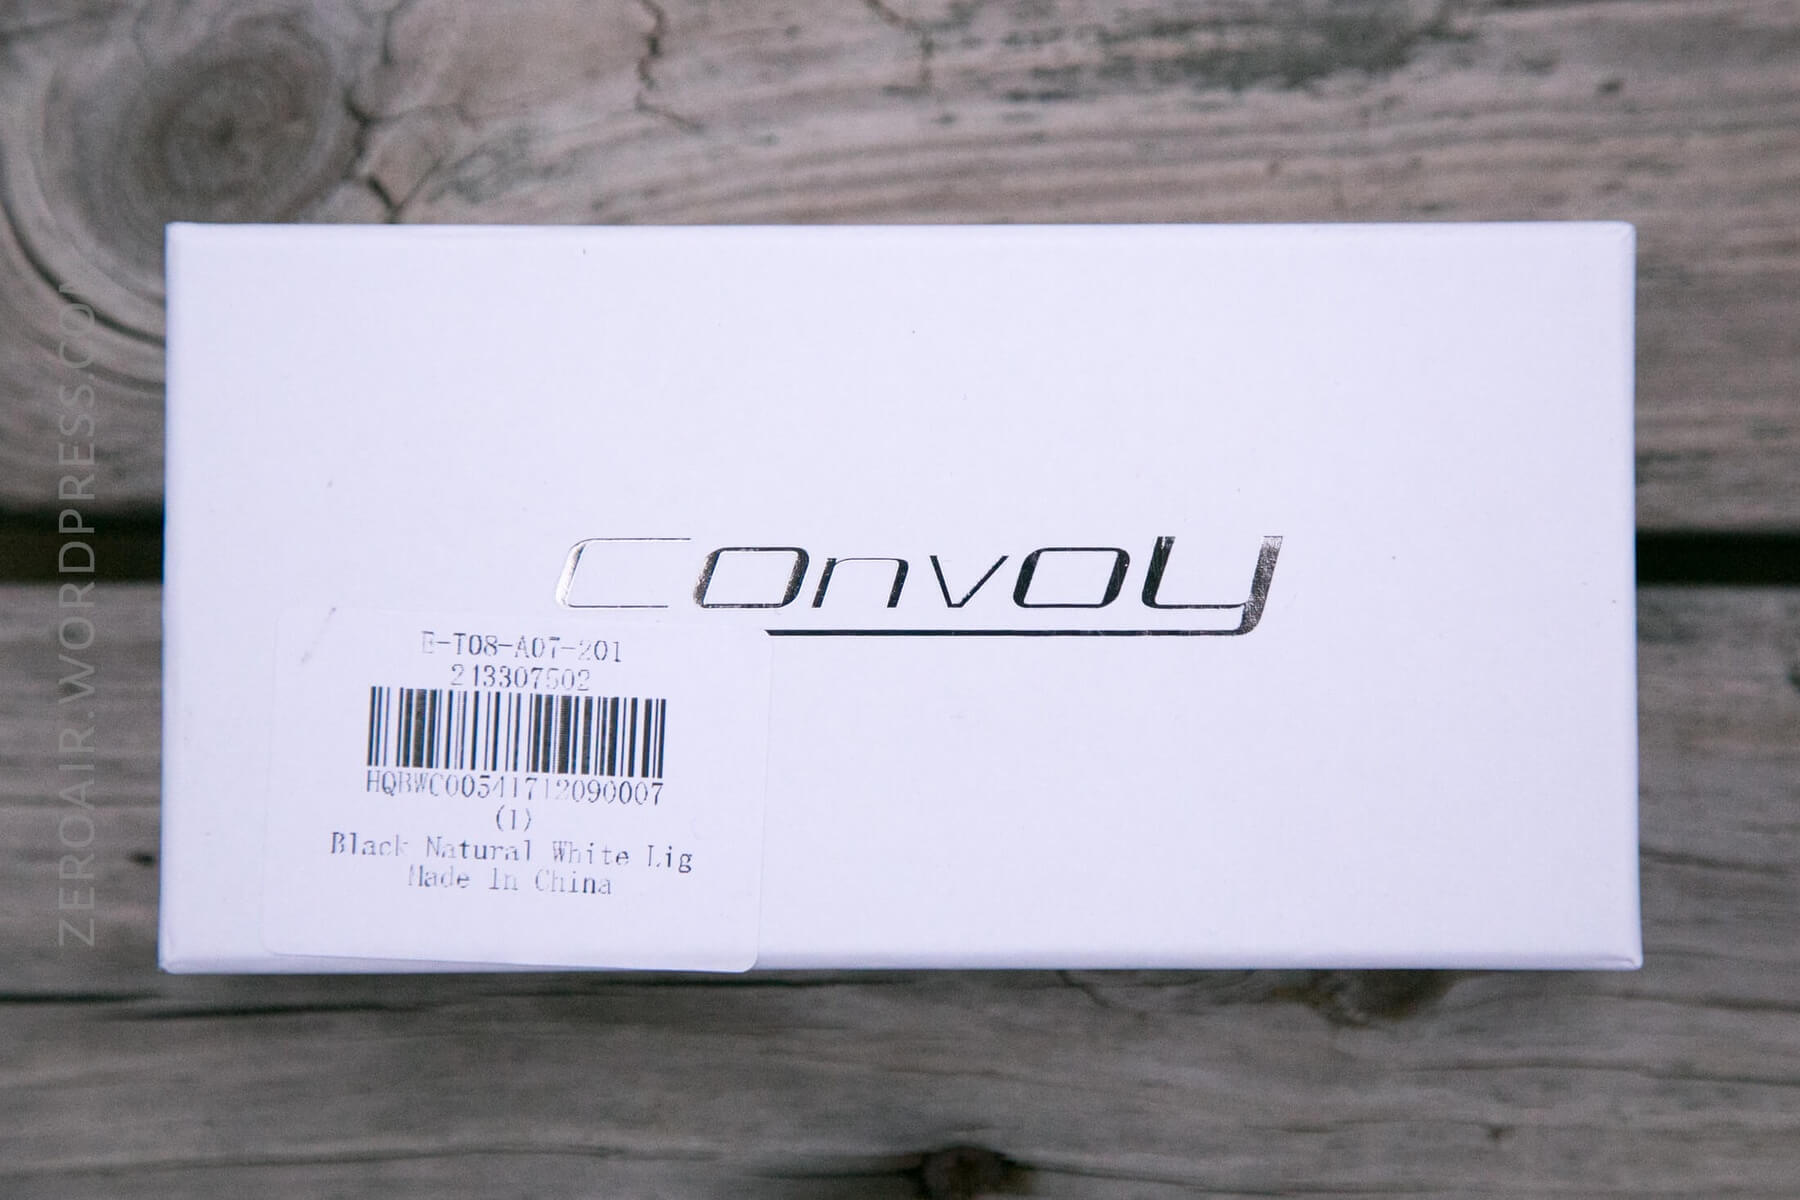 Convoy
E-T08-A07-201
213307502
HQBWC00541712090007
(1)
Black Natural White Lig
Made In China
ZEROAIR.WORDPRESS.COM